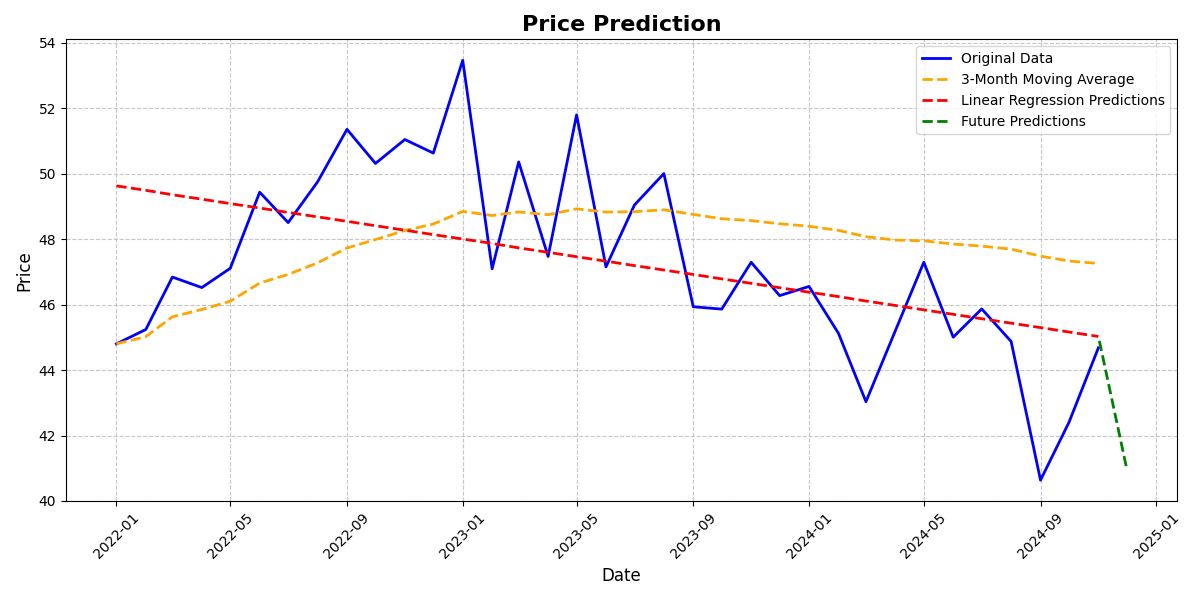 Price Prediction
Original Data
3-Month Moving Average
Linear Regression Predictions
Future Predictions
Price
54
52
50
48
46
44
42
40
2022-01
2022-05
2022-09
2023-01
2023-05
2023-09
2024-01
2024-05
2024-09
2025-01
Date